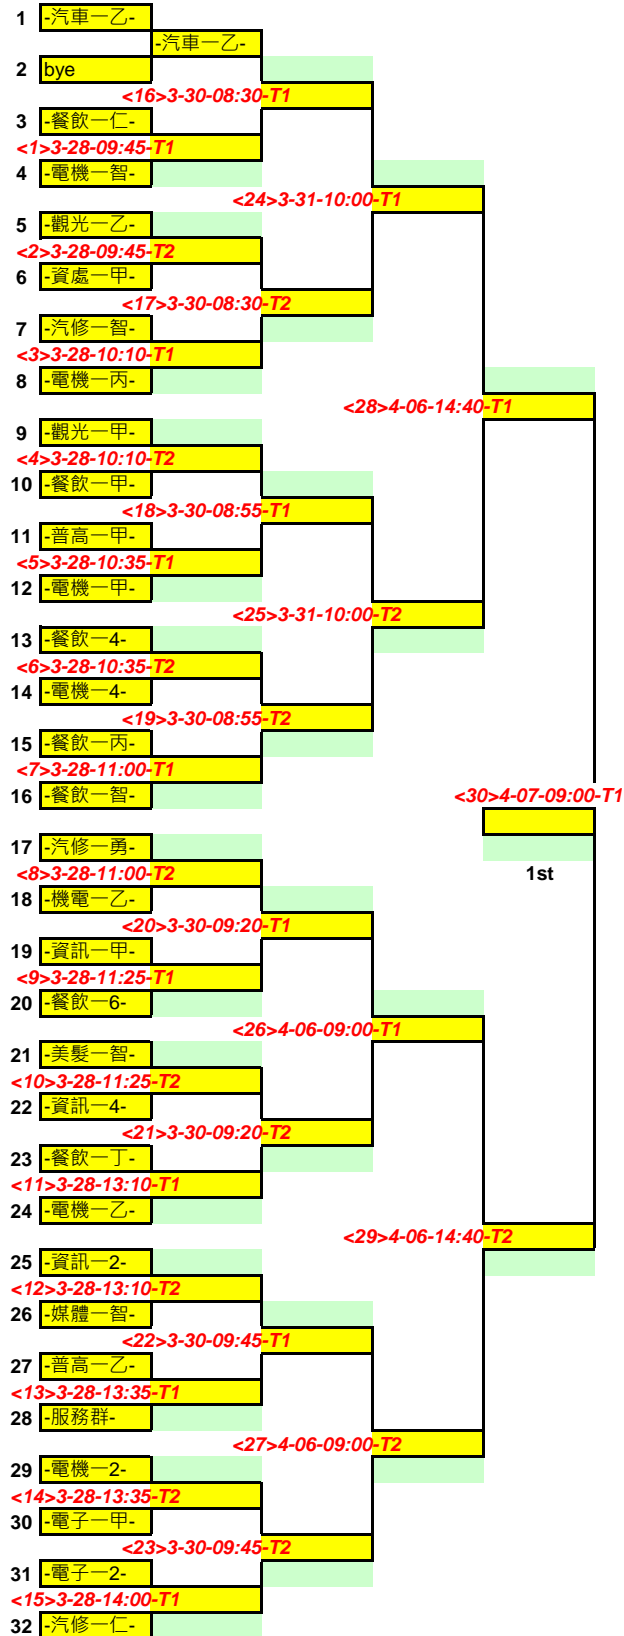 1 -汽車一乙-
-汽車一乙-
2 bye
<16>3-30-08:30-T1
3 -餐飲一仁-
<1>3-28-09:45-T1
4 -電機一智-
<24>3-31-10:00-T1
5 -觀光一乙-
<2>3-28-09:45-T2
6 -資處一甲-
<17>3-30-08:30-T2
7 -汽修一智-
<3>3-28-10:10-T1
8 -電機一丙-
<28>4-06-14:40-T1
9 -觀光一甲-
<4>3-28-10:10-T2
10 -餐飲一甲-
<18>3-30-08:55-T1
11 -普高一甲-
<5>3-28-10:35-T1
12 -電機一甲-
<25>3-31-10:00-T2
13 -餐飲一4-
<6>3-28-10:35-T2
14 -電機一4-
<19>3-30-08:55-T2
15 -餐飲一丙-
<7>3-28-11:00-T1
16 -餐飲一智-
<30>4-07-09:00-T1
17 -汽修一勇-
<8>3-28-11:00-T2
1st
18 -機電一乙-
<20>3-30-09:20-T1
19 -資訊一甲-
<9>3-28-11:25-T1
20 -餐飲一6-
<26>4-06-09:00-T1
21 -美髮一智-
<10>3-28-11:25-T2
22 -資訊一4-
<21>3-30-09:20-T2
23 -餐飲一丁-
<11>3-28-13:10-T1
24 -電機一乙-
<29>4-06-14:40-T2
25 -資訊一2-
<12>3-28-13:10-T2
26 -媒體一智-
<22>3-30-09:45-T1
27 -普高一乙-
<13>3-28-13:35-T1
28 -服務群-
<27>4-06-09:00-T2
29 -電機一2-
<14>3-28-13:35-T2
30 -電子一甲-
<23>3-30-09:45-T2
31 -電子一2-
<15>3-28-14:00-T1
32 -汽修一仁-